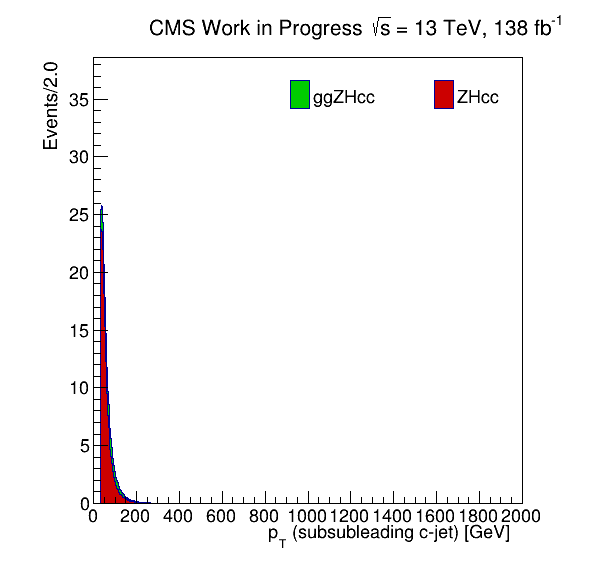 CMS Work in Progress √s = 13 TeV, 138 fb⁻¹
Events/2.0
ggZHcc ZHcc
35
30
25
20
15
10
5
0
0 200 400 600 800 1000 1200 1400 1600 1800 2000
p_T (subsubleading c-jet) [GeV]